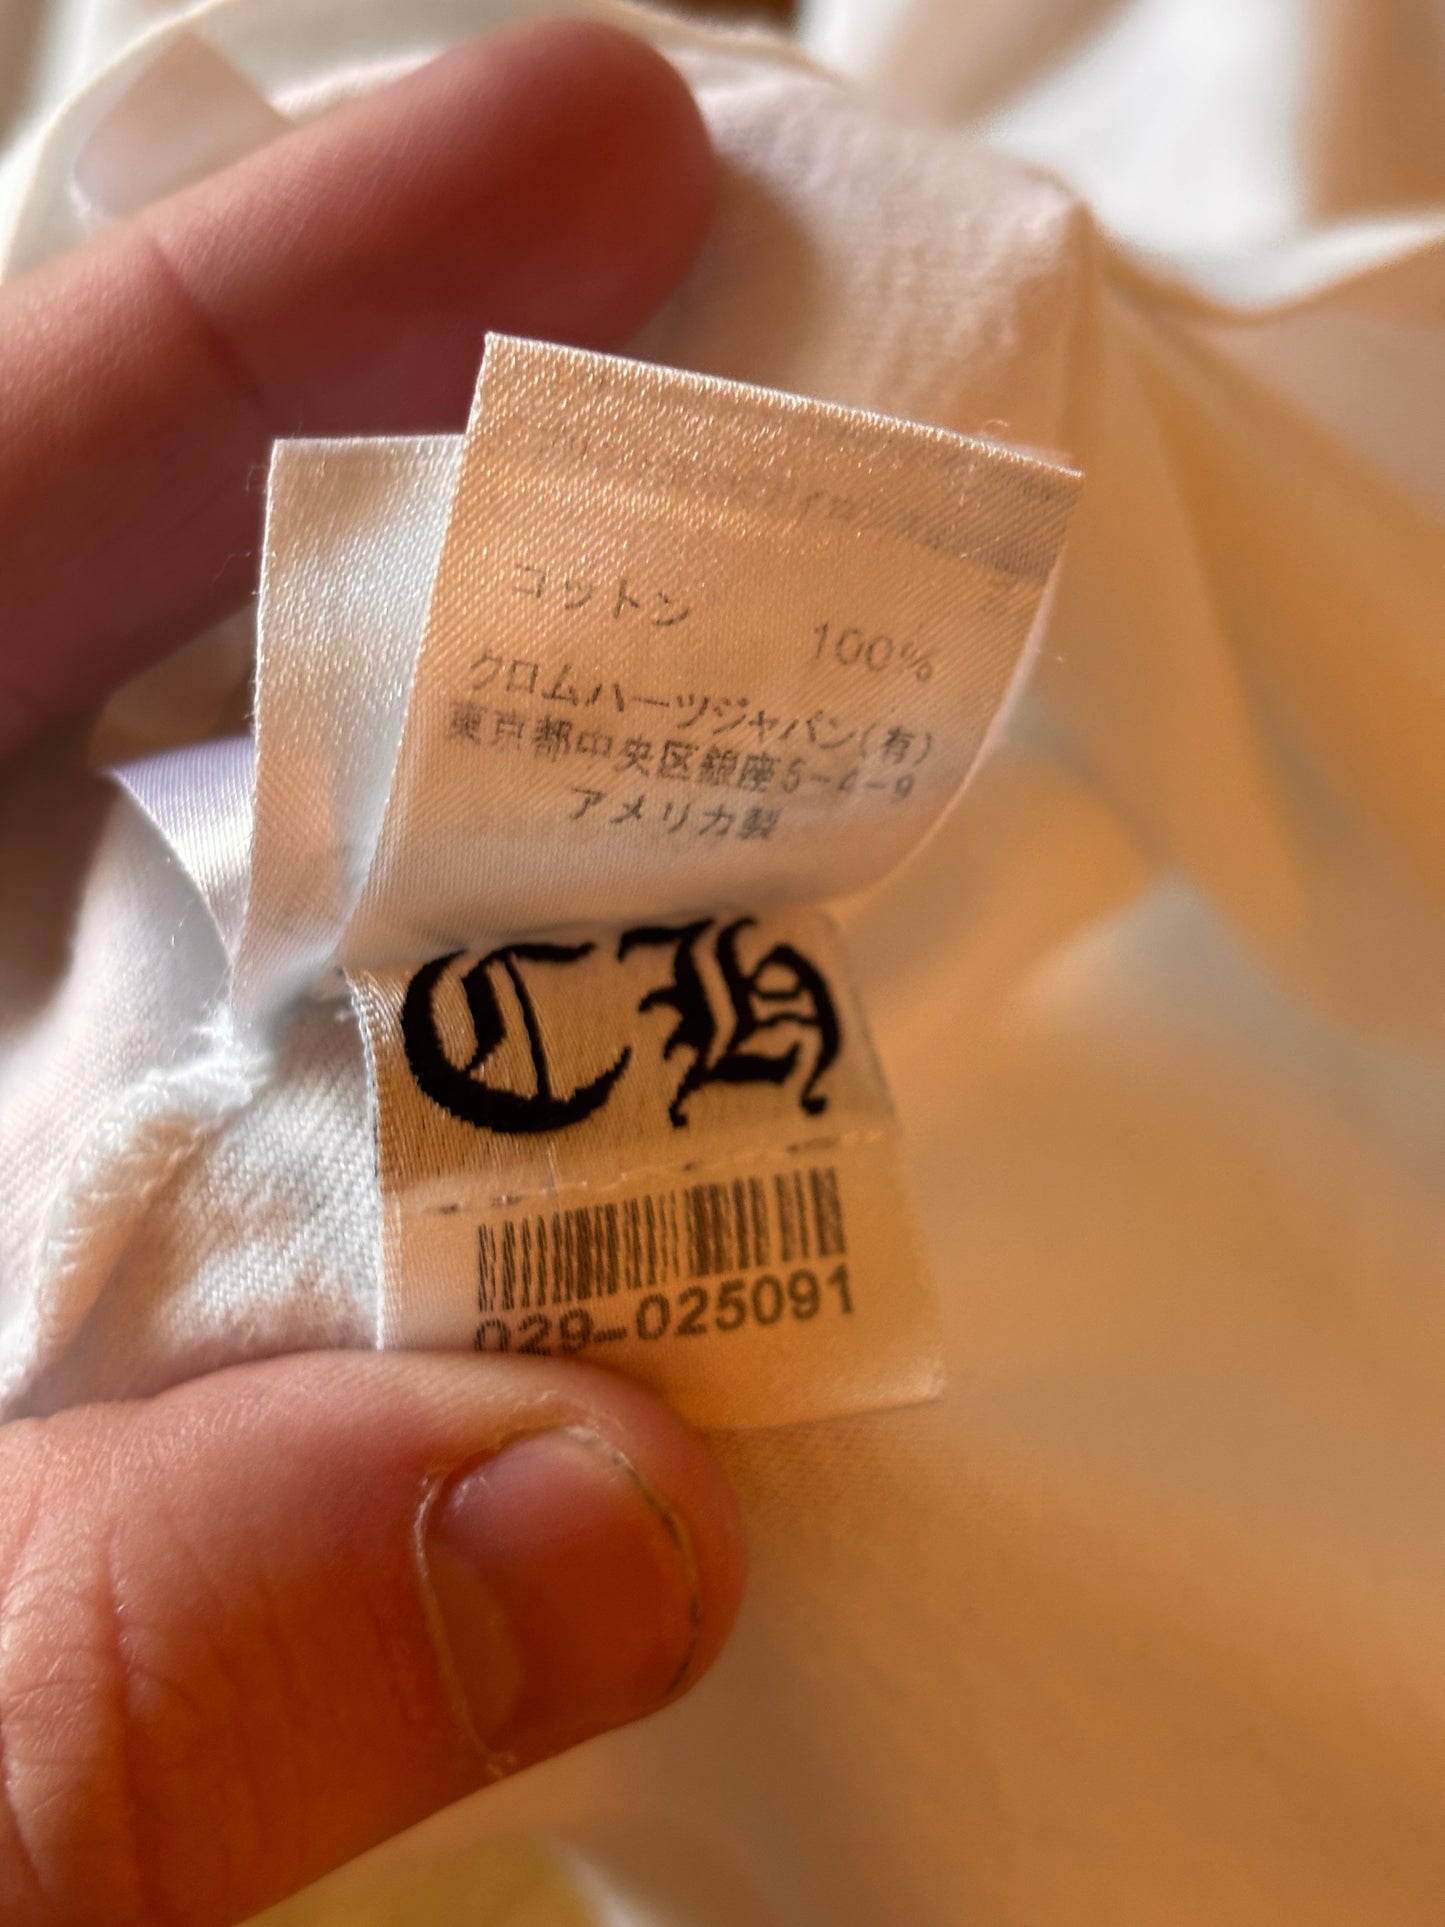 コットン 100%
クロムハーツジャパン(有)
東京都中央区銀座5-4-9
アメリカ製
CH
029-025091